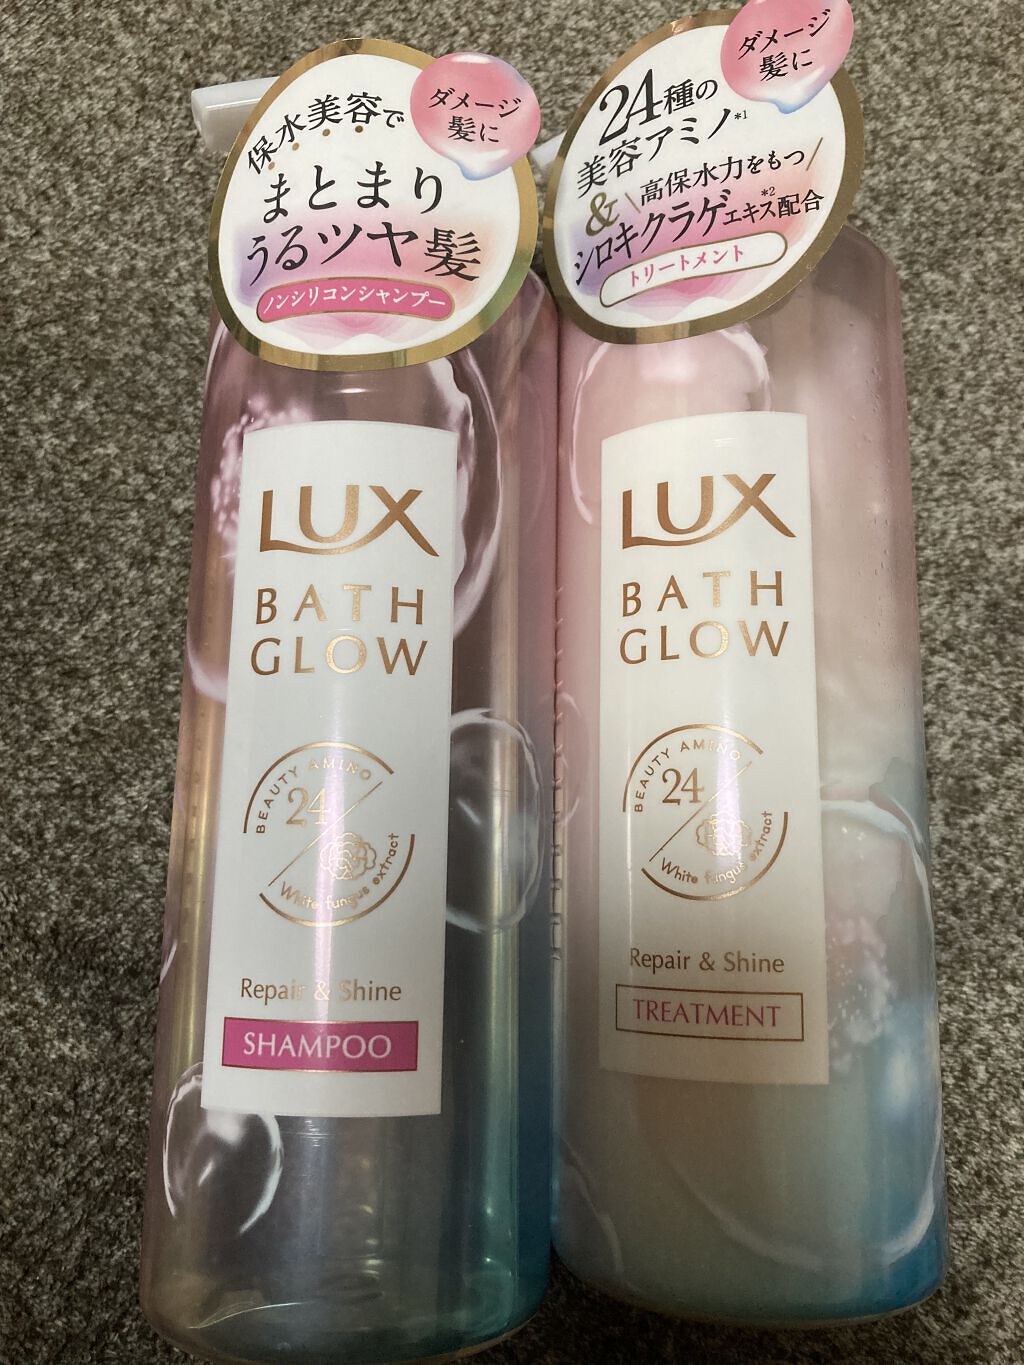 ダメージ
髪に
保水美容で
まとまり
うるツヤ髪
ノンシリコンシャンプー
LUX
BATH
GLOW
BEAUTY AMINO
24
White fungus extract
Repair & Shine
SHAMPOO
ダメージ
髪に
24種の
美容アミノ*1
&高保水力をもつ
シロキクラゲ*2エキス配合
トリートメント
LUX
BATH
GLOW
BEAUTY AMINO
24
White fungus extract
Repair & Shine
TREATMENT